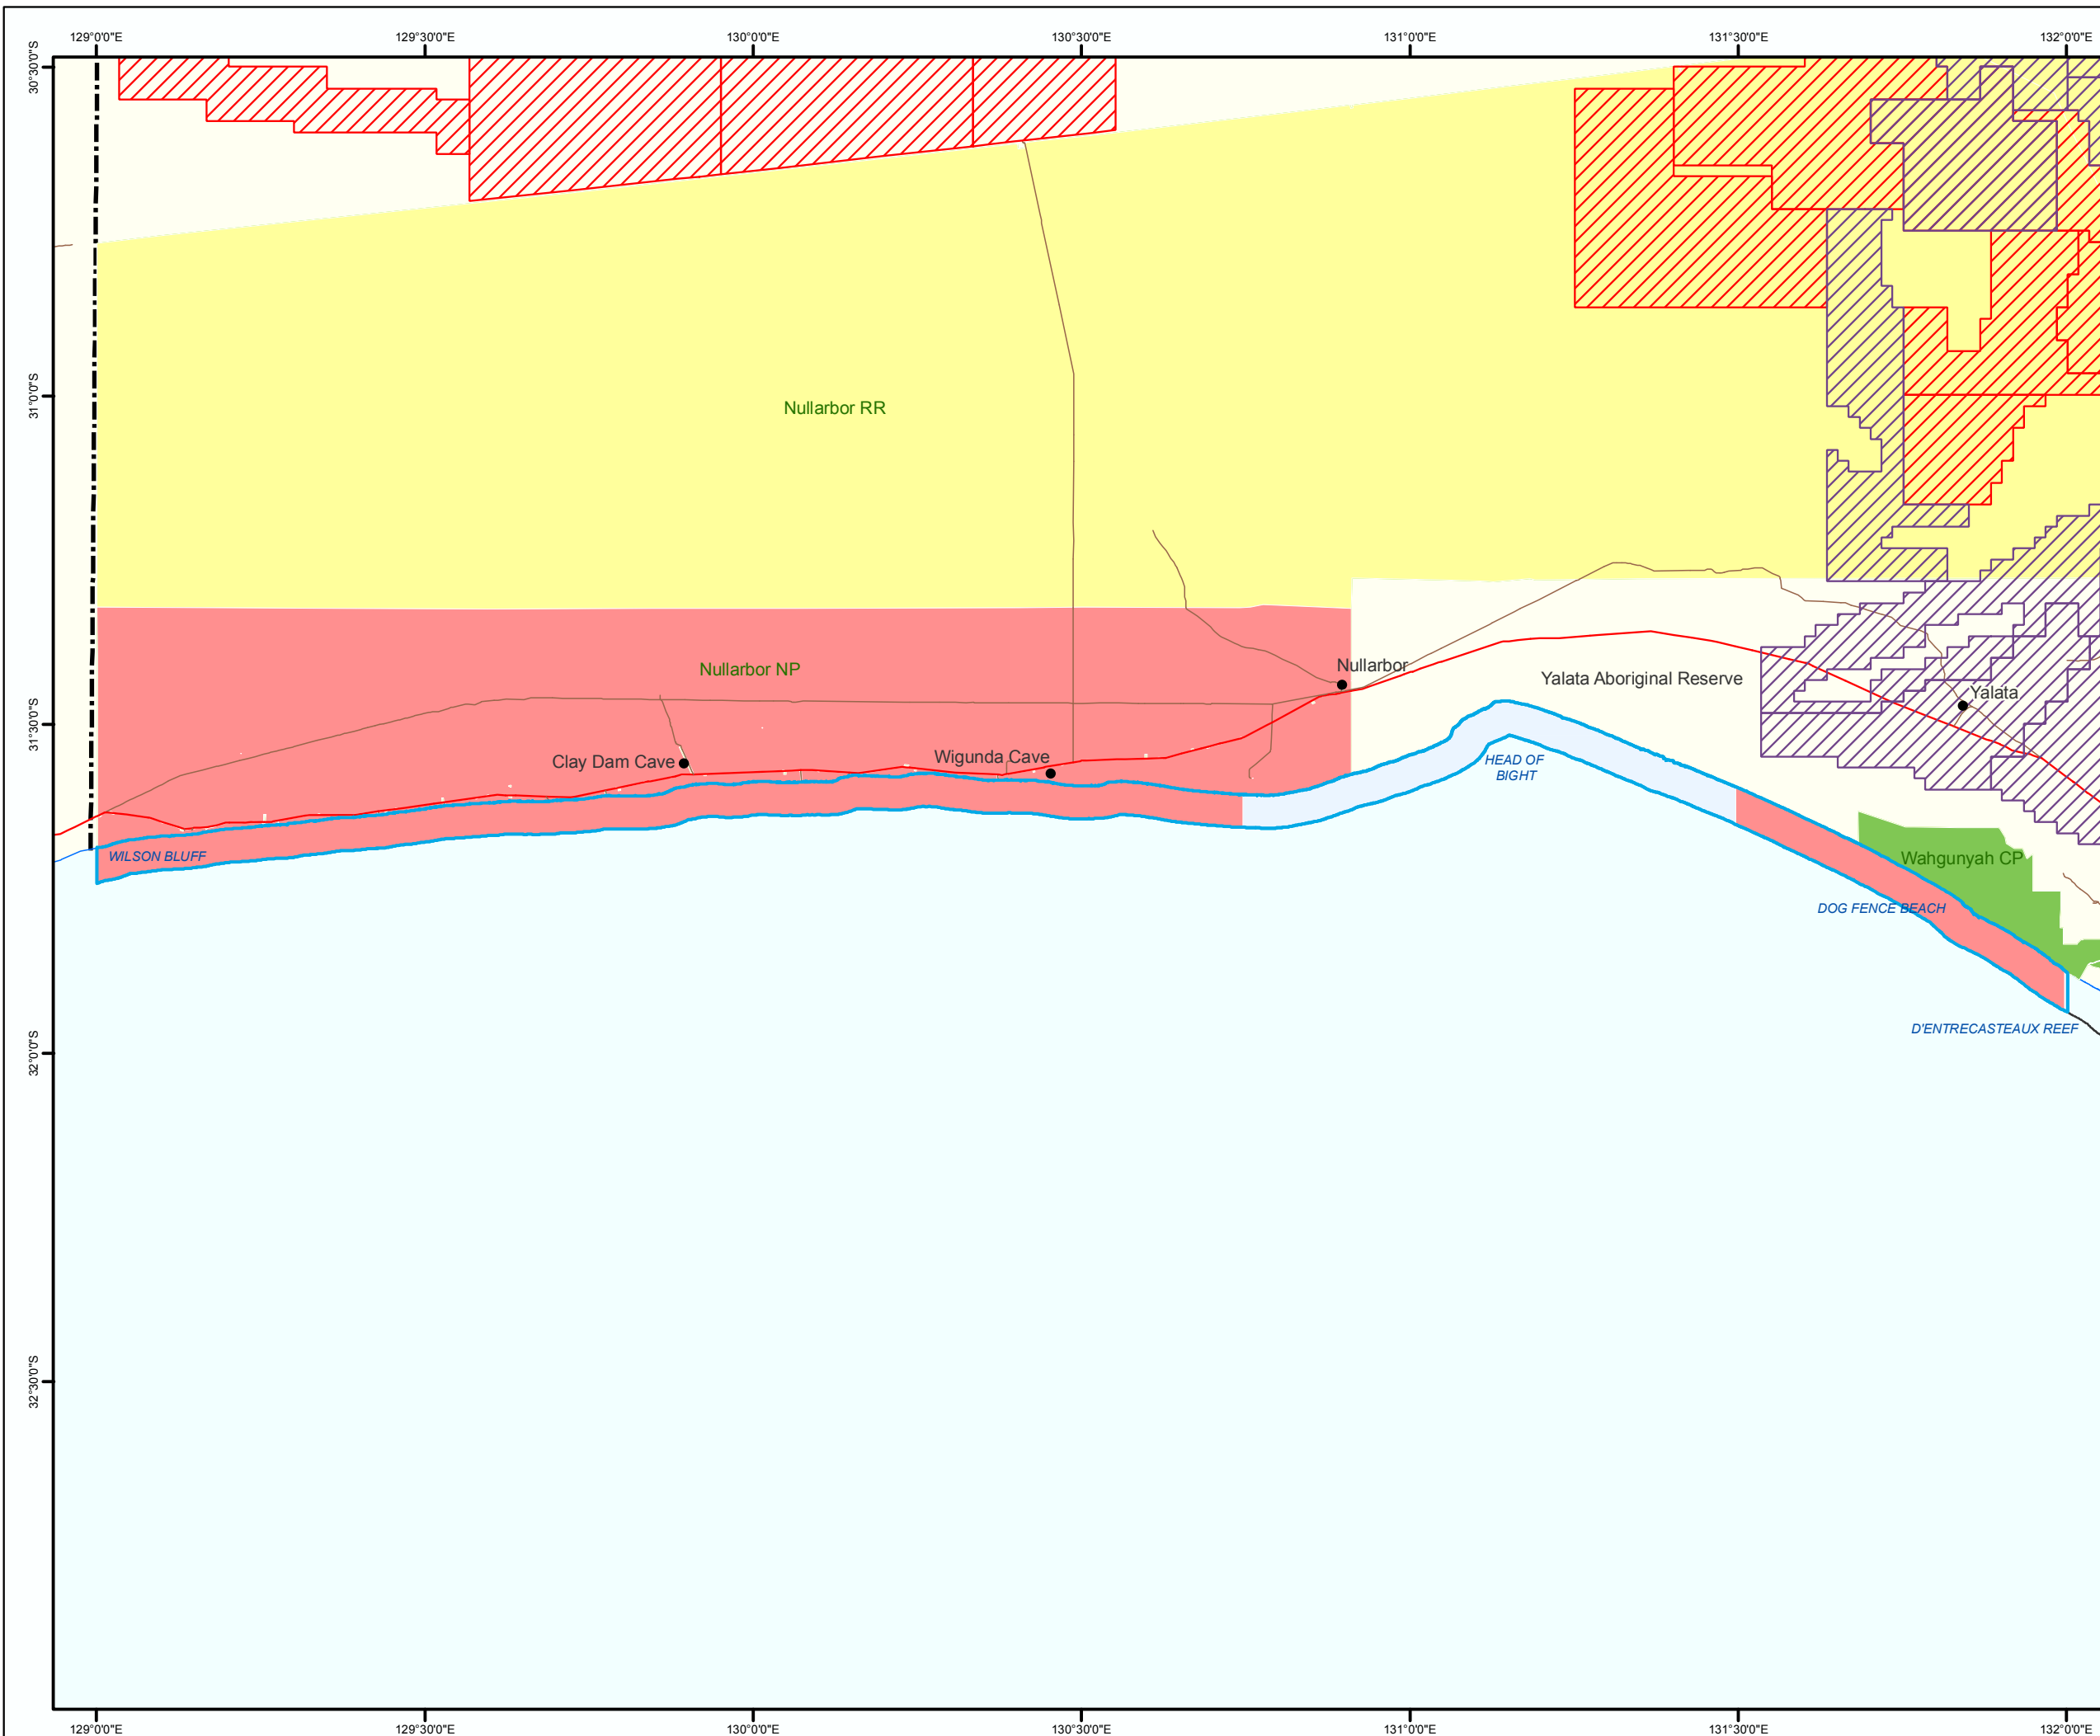 129°0'0"E
129°30'0"E
130°0'0"E
130°30'0"E
131°0'0"E
131°30'0"E
132°0'0"E
30°30'0"S
31°0'0"S
Nullarbor RR
Nullarbor
Nullarbor NP
Yalata Aboriginal Reserve
Yalata
31°30'0"S
Wigunda Cave
Clay Dam Cave
HEAD OF
BIGHT
WILSON BLUFF
Wahgunyah CP
DOG FENCE BEACH
D'ENTRECASTEAUX REEF
32°0'0"S
32°30'0"S
129°0'0"E
129°30'0"E
130°0'0"E
130°30'0"E
131°0'0"E
131°30'0"E
132°0'0"E